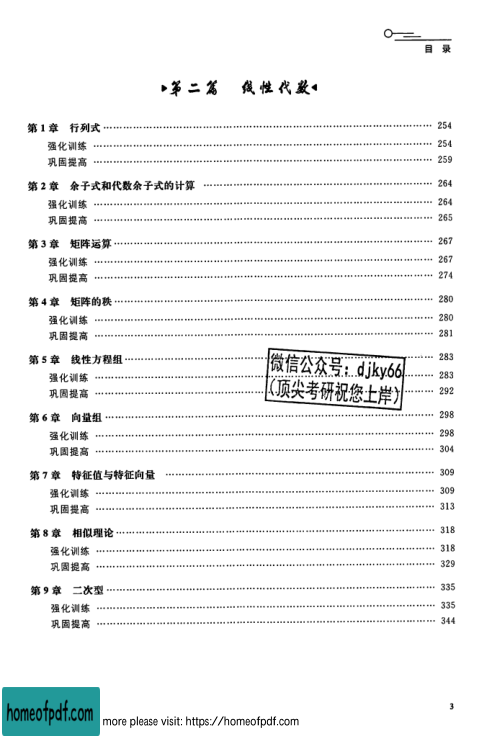 目 录
第二篇 线性代数
第1章 行列式 254
强化训练 254
巩固提高 259
第2章 余子式和代数余子式的计算 264
强化训练 264
巩固提高 265
第3章 矩阵运算 267
强化训练 267
巩固提高 274
第4章 矩阵的秩 280
强化训练 280
巩固提高 281
第5章 线性方程组 283
强化训练 283
巩固提高 292
微信公众号：djky66
（顶尖考研祝您上岸）
第6章 向量组 298
强化训练 298
巩固提高 304
第7章 特征值与特征向量 309
强化训练 309
巩固提高 313
第8章 相似理论 318
强化训练 318
巩固提高 329
第9章 二次型 335
强化训练 335
巩固提高 344
3
homeofpdf.com
more please visit: https://homeofpdf.com